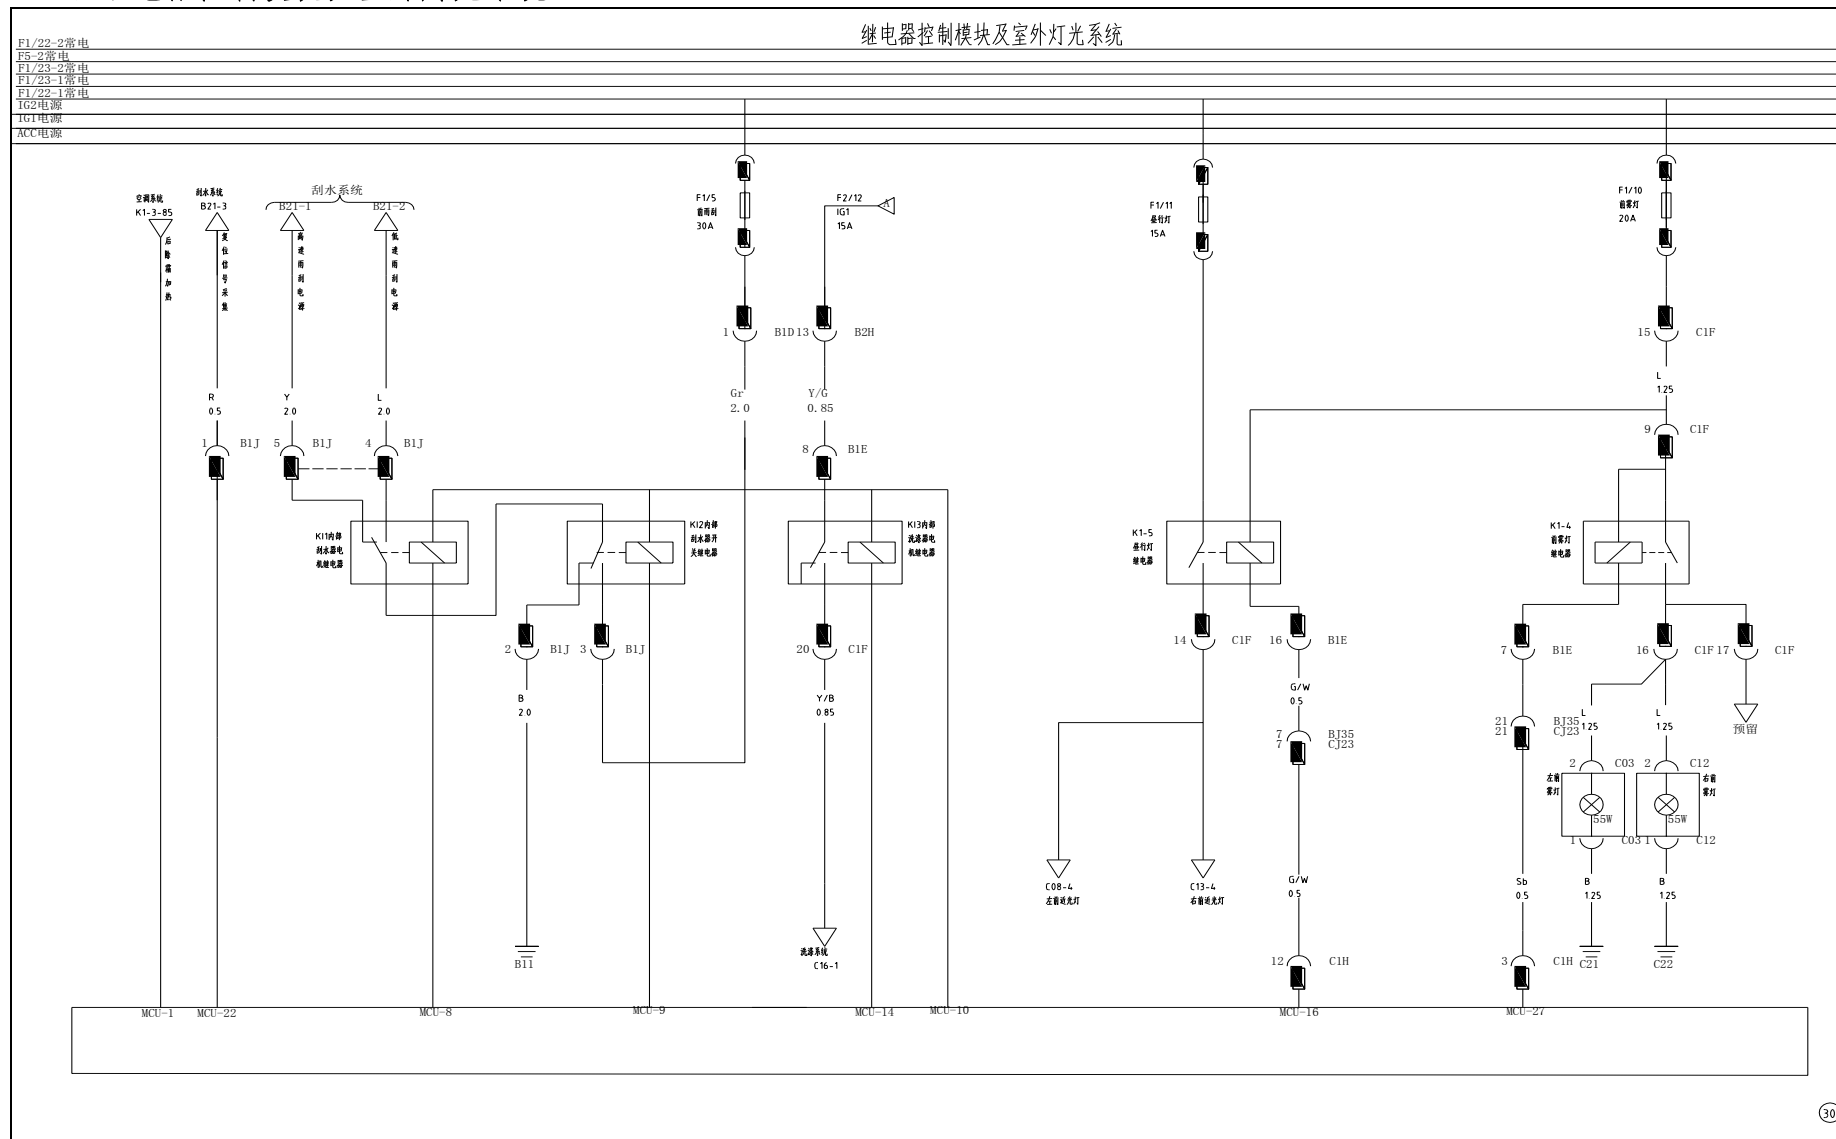 继电器控制模块及室外灯光系统
F1/22-2常电
F5-2常电
F1/23-2常电
F1/23-1常电
F1/22-1常电
IG2电源
IG1电源
ACC电源
空调系统
K1-3-85
后除霜加热
刮水系统
B21-3
复位信号采集
刮水系统
B21-1
高速雨刮电源
B21-2
低速雨刮电源
F1/5
前雨刮
30A
F2/12
IG1
15A
A
F1/11
昼行灯
15A
F1/10
前雾灯
20A
1 B1D
13 B2H
15 C1F
R
0.5
Y
2.0
L
2.0
Gr
2.0
Y/G
0.85
L
1.25
1 B1J
5 B1J
4 B1J
8 B1E
9 C1F
KI1内部
刮水器电
机继电器
KI2内部
刮水器开
关继电器
KI3内部
洗涤器电
机继电器
K1-5
昼行灯
继电器
K1-4
前雾灯
继电器
2 B1J
3 B1J
20 C1F
14 C1F
16 B1E
7 B1E
16 C1F
17 C1F
B
2.0
Y/B
0.85
G/W
0.5
L
1.25
L
1.25
预留
7 BJ35
7 CJ23
21 BJ35
21 CJ23
2 C03
2 C12
左前
雾灯
55W
右前
雾灯
55W
1 C03
1 C12
C08-4
左前近光灯
C13-4
右前近光灯
G/W
0.5
Sb
0.5
B
1.25
B
1.25
B11
洗涤系统
C16-1
12 C1H
3 C1H
C21
C22
MCU-1
MCU-22
MCU-8
MCU-9
MCU-14
MCU-10
MCU-16
MCU-27
30